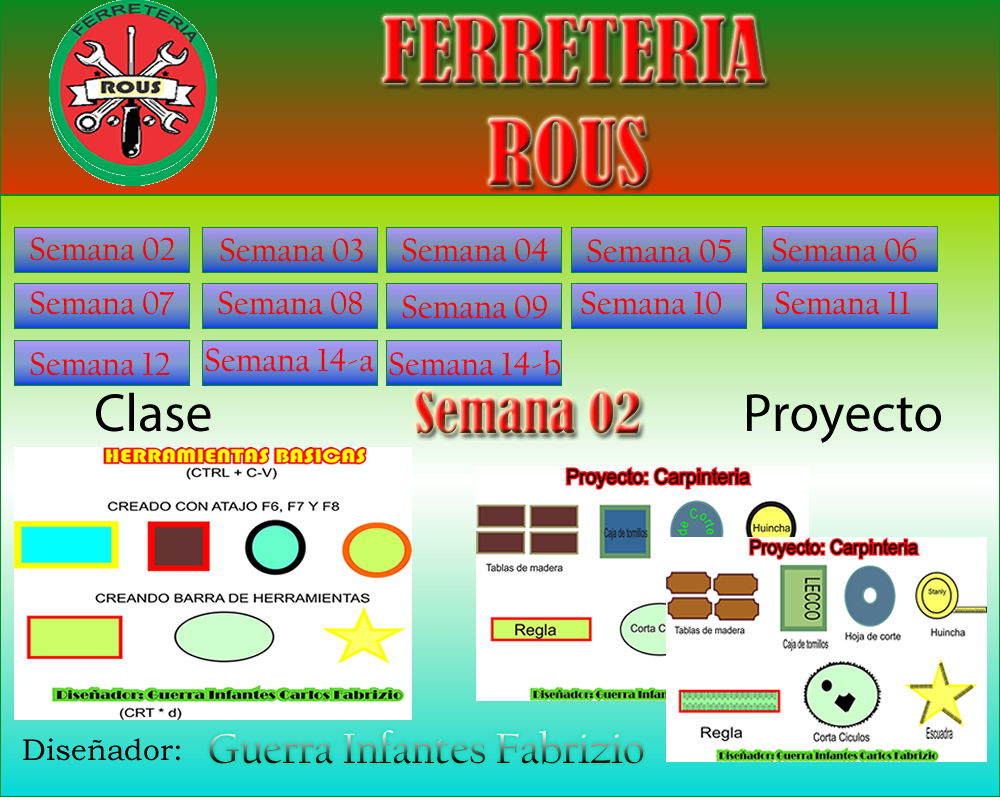 FERRETERIA
ROUS
FERRETERIA
ROUS
Semana 02
Semana 03
Semana 04
Semana 05
Semana 06
Semana 07
Semana 08
Semana 09
Semana 10
Semana 11
Semana 12
Semana 14-a
Semana 14-b
Clase
Semana 02
Proyecto
HERRAMIENTAS BASICAS
(CTRL + C-V)
CREADO CON ATAJO F6, F7 Y F8
CREANDO BARRA DE HERRAMIENTAS
Diseñador: Guerra Infantes Carlos Fabrizio
(CRT * d)
Proyecto: Carpinteria
Caja de tornillos
de Corte
Huincha
Tablas de madera
Regla
Corta C
Diseñador: Guerra Infan
Proyecto: Carpinteria
LECCO
Stanly
Tablas de madera
Caja de tornillos
Hoja de corte
Huincha
Regla
Corta Ciculos
Escuadra
Diseñador: Guerra Infantes Carlos Fabrizio
Diseñador:
Guerra Infantes Fabrizio